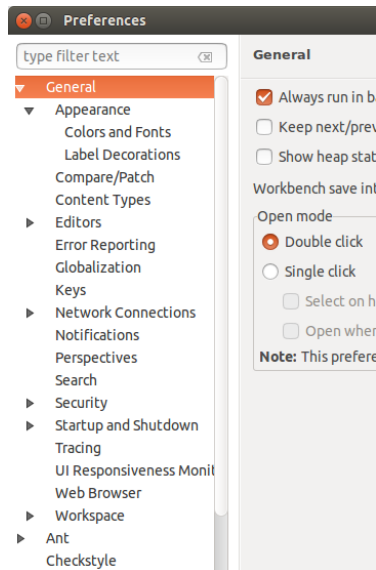 Preferences
type filter text
General
Appearance
Colors and Fonts
Label Decorations
Compare/Patch
Content Types
Editors
Error Reporting
Globalization
Keys
Network Connections
Notifications
Perspectives
Search
Security
Startup and Shutdown
Tracing
UI Responsiveness Monit
Web Browser
Workspace
Ant
Checkstyle
General
Always run in ba
Keep next/prev
Show heap stat
Workbench save int
Open mode
Double click
Single click
Select on h
Open when
Note: This prefere